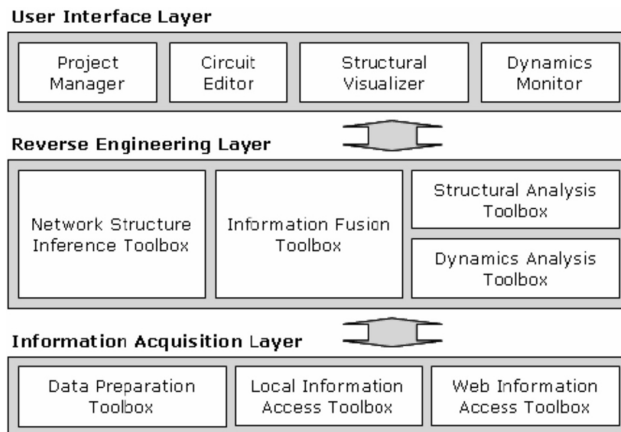 User Interface Layer
Project
Manager
Circuit
Editor
Structural
Visualizer
Dynamics
Monitor
Reverse Engineering Layer
Network Structure
Inference Toolbox
Information Fusion
Toolbox
Structural Analysis
Toolbox
Dynamics Analysis
Toolbox
Information Acquisition Layer
Data Preparation
Toolbox
Local Information
Access Toolbox
Web Information
Access Toolbox